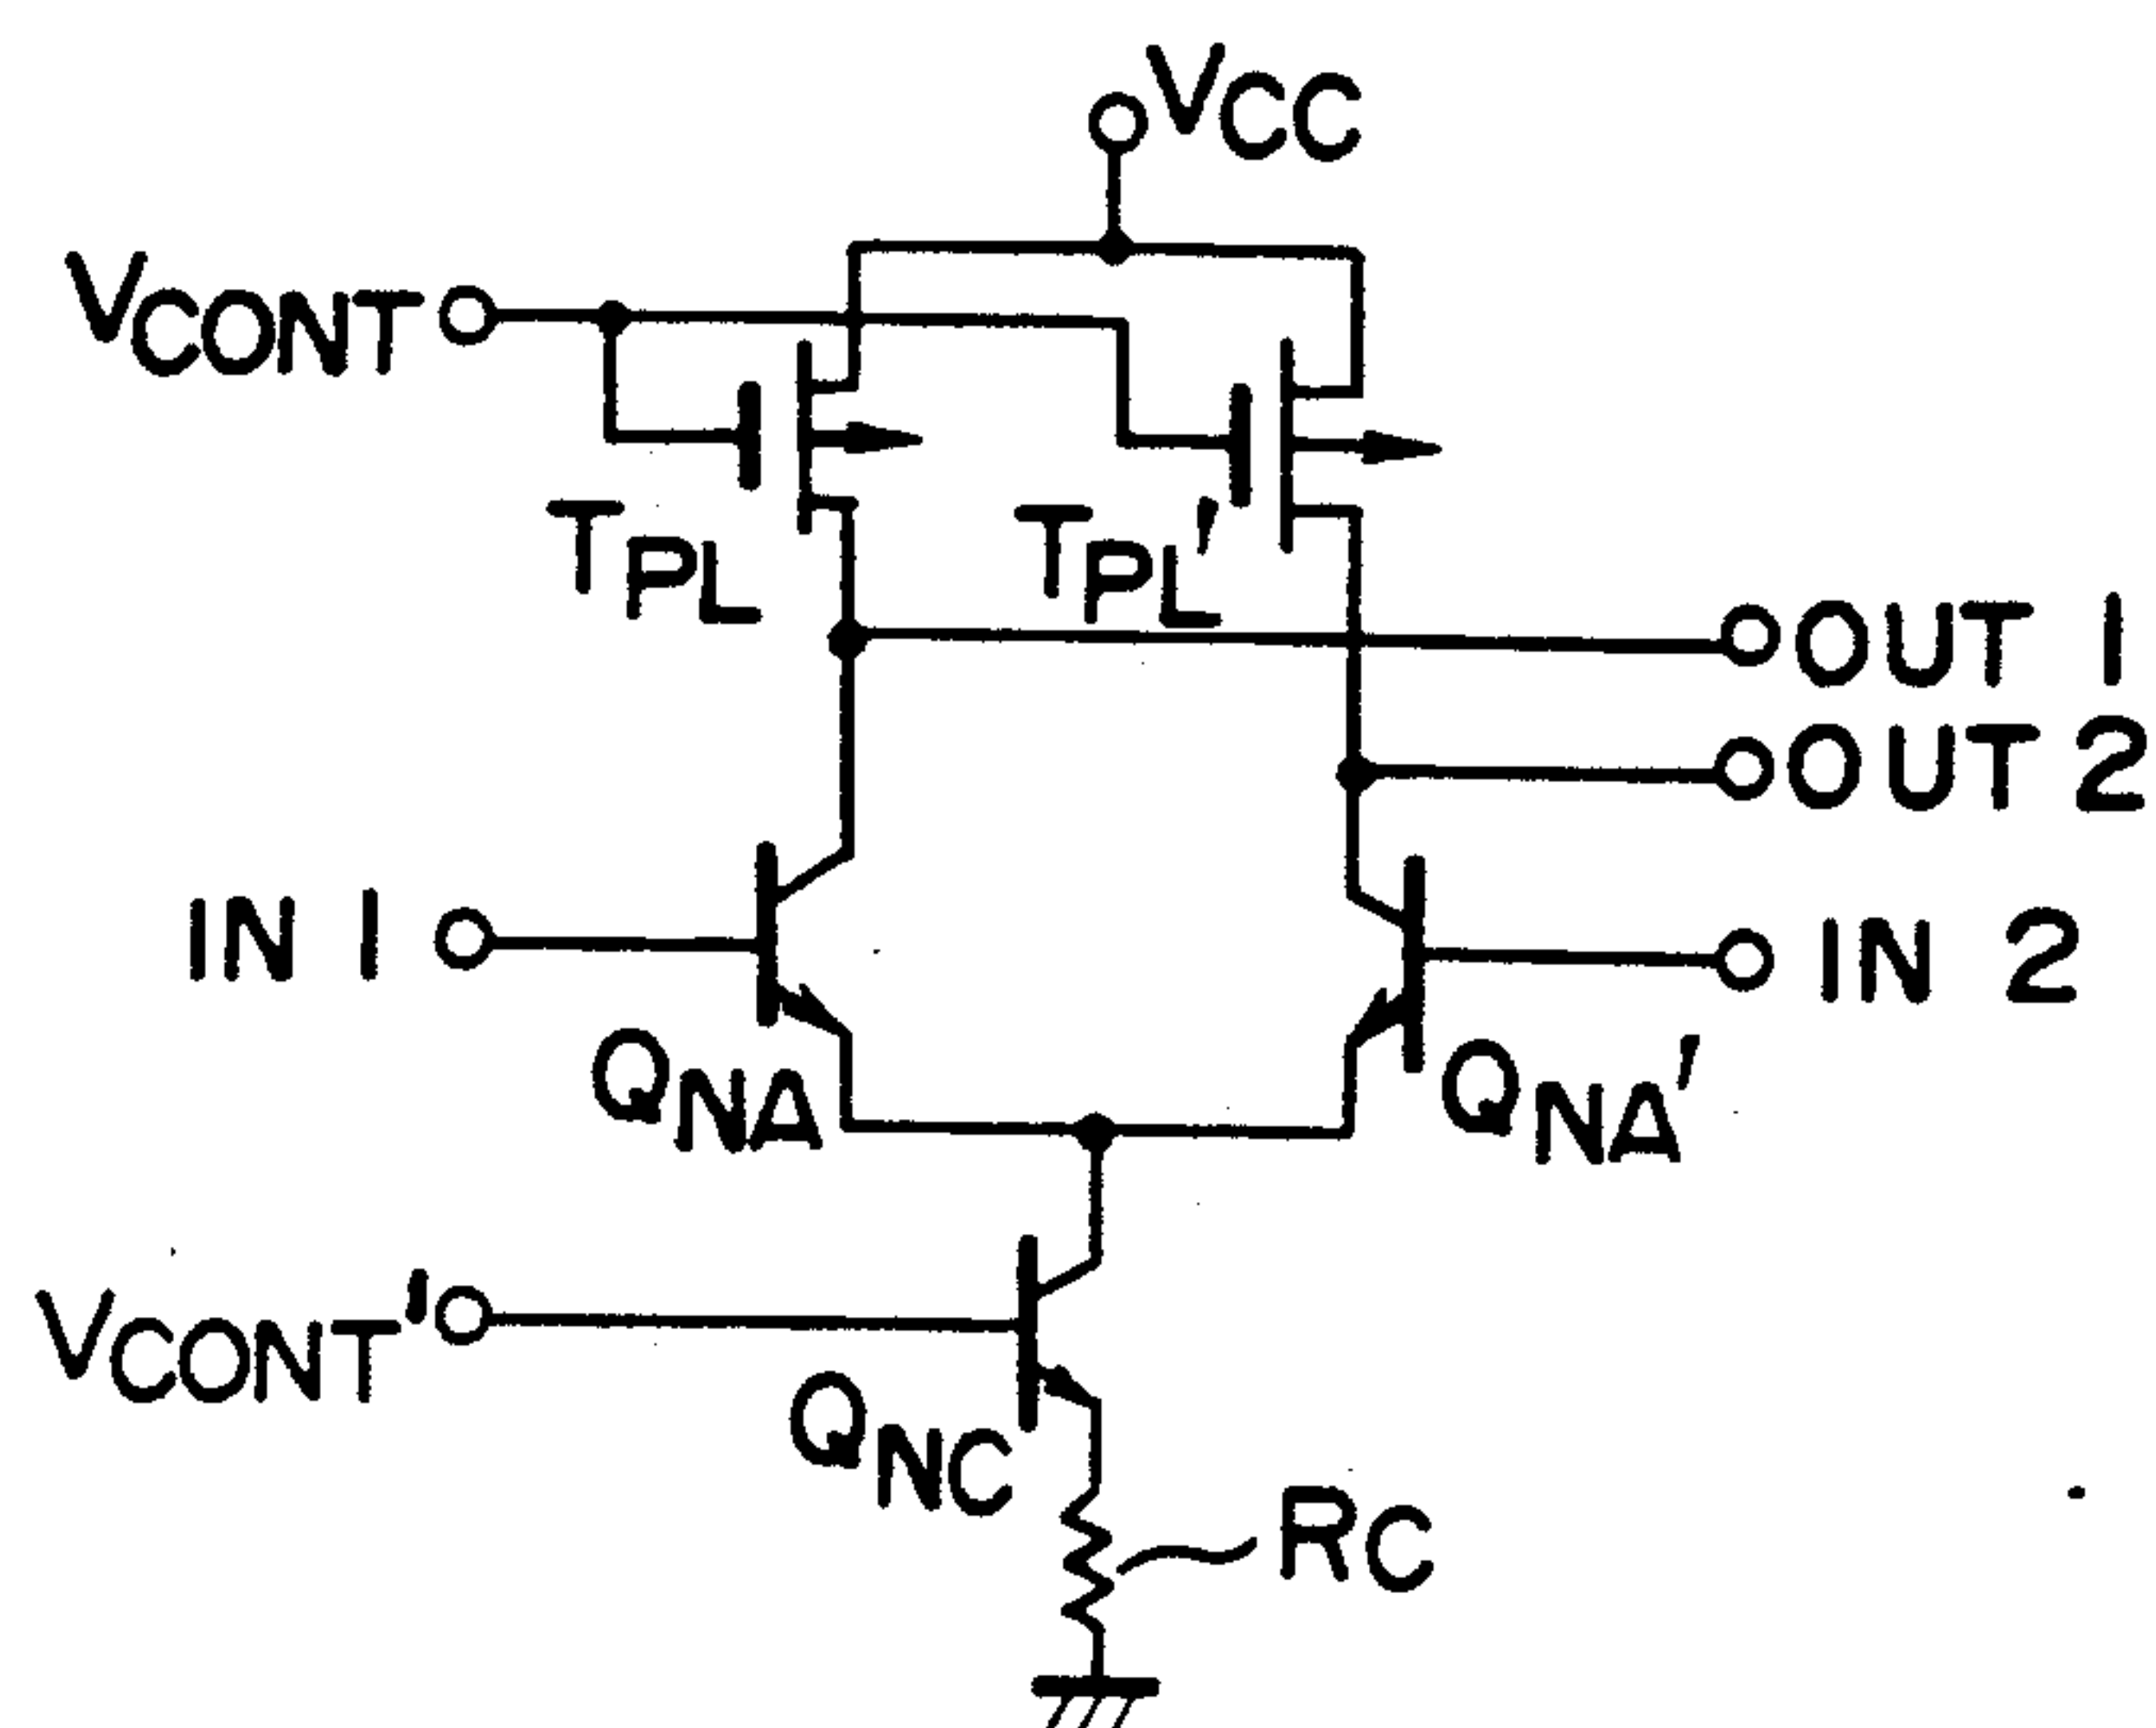 VCC
VCONT
TPL
TPL'
OUT 1
OUT 2
IN 1
IN 2
QNA
QNA'
VCONT'
QNC
RC